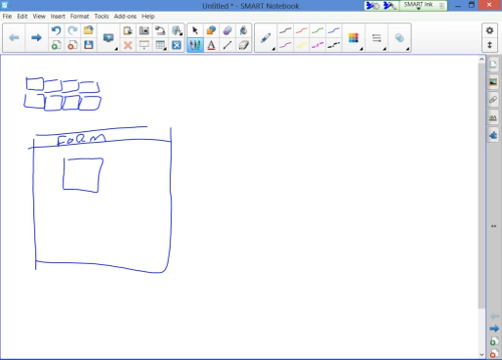 Untitled * - SMART Notebook
SMART Ink
File Edit View Insert Format Tools Add-ons Help
FORM